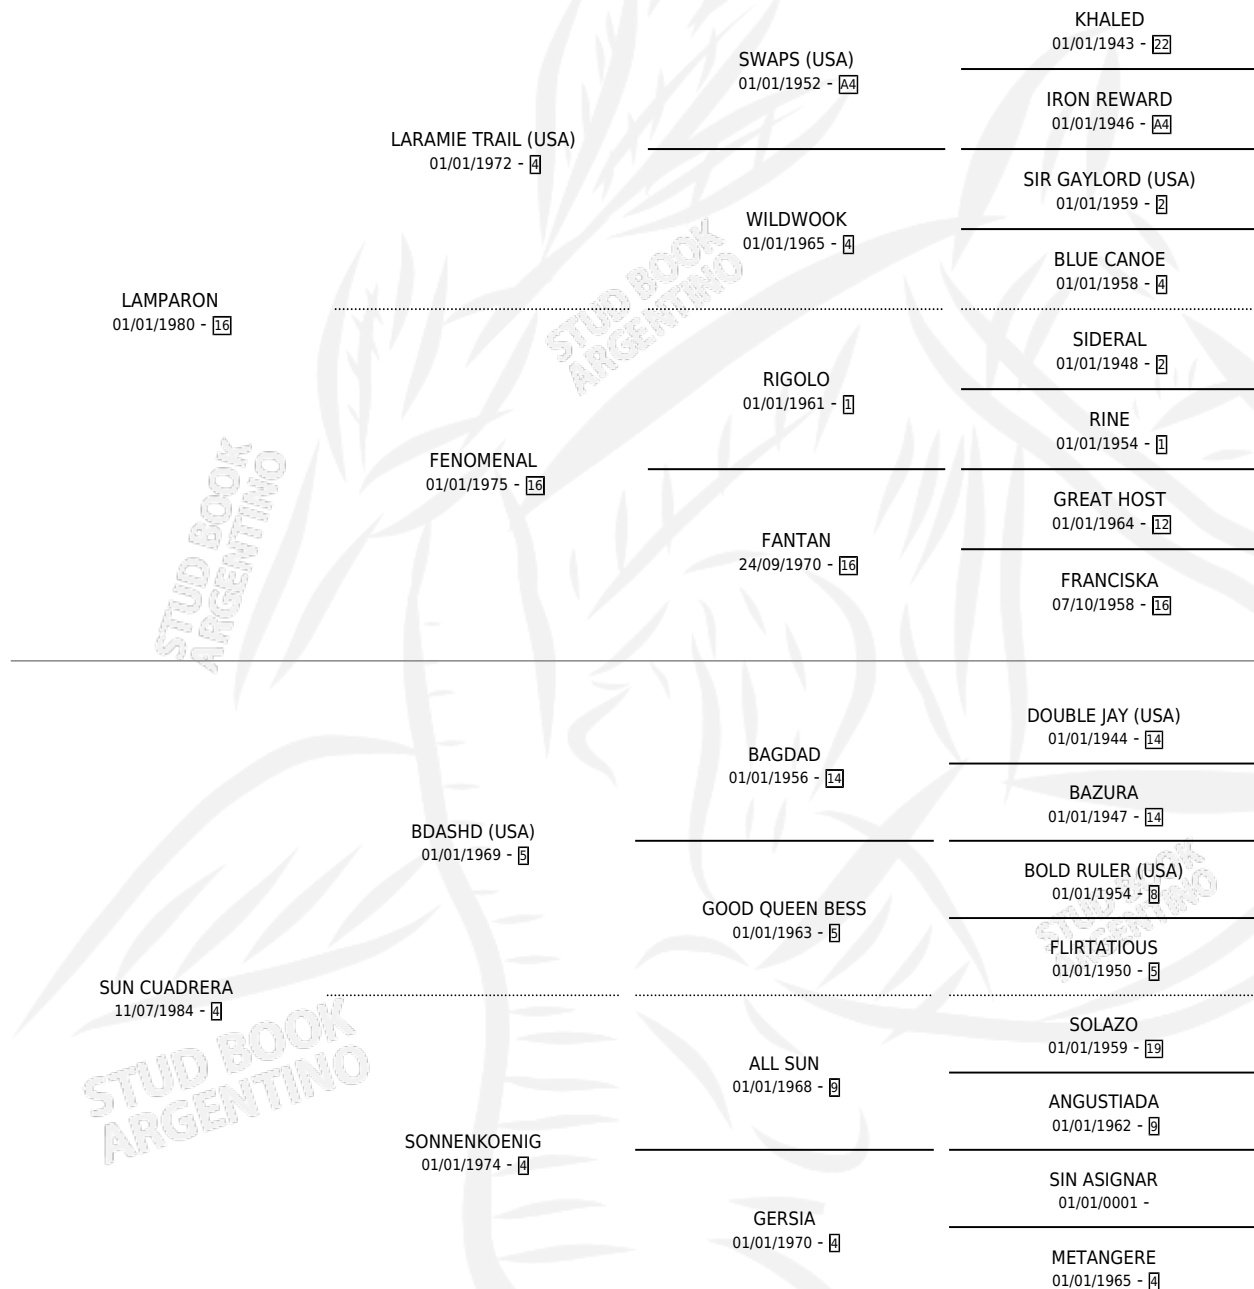 KHALED
01/01/1943 - 22
SWAPS (USA)
01/01/1952 - A4
IRON REWARD
01/01/1946 - A4
LARAMIE TRAIL (USA)
01/01/1972 - 4
SIR GAYLORD (USA)
01/01/1959 - 2
WILDWOOK
01/01/1965 - 4
BLUE CANOE
01/01/1958 - 4
LAMPARON
01/01/1980 - 16
SIDERAL
01/01/1948 - 2
RIGOLO
01/01/1961 - 1
RINE
01/01/1954 - 1
FENOMENAL
01/01/1975 - 16
GREAT HOST
01/01/1964 - 12
FANTAN
24/09/1970 - 16
FRANCISKA
07/10/1958 - 16
DOUBLE JAY (USA)
01/01/1944 - 14
BAGDAD
01/01/1956 - 14
BAZURA
01/01/1947 - 14
BDASHD (USA)
01/01/1969 - 5
BOLD RULER (USA)
01/01/1954 - 8
GOOD QUEEN BESS
01/01/1963 - 5
FLIRTATIOUS
01/01/1950 - 5
SUN CUADRERA
11/07/1984 - 4
SOLAZO
01/01/1959 - 19
ALL SUN
01/01/1968 - 9
ANGUSTIADA
01/01/1962 - 9
SONNENKOENIG
01/01/1974 - 4
SIN ASIGNAR
01/01/0001 -
GERSIA
01/01/1970 - 4
METANGERE
01/01/1965 - 4
STUD BOOK
ARGENTINO
STUD BOOK
ARGENTINO
STUD BOOK
ARGENTINO
STUD BOOK
ARGENTINO